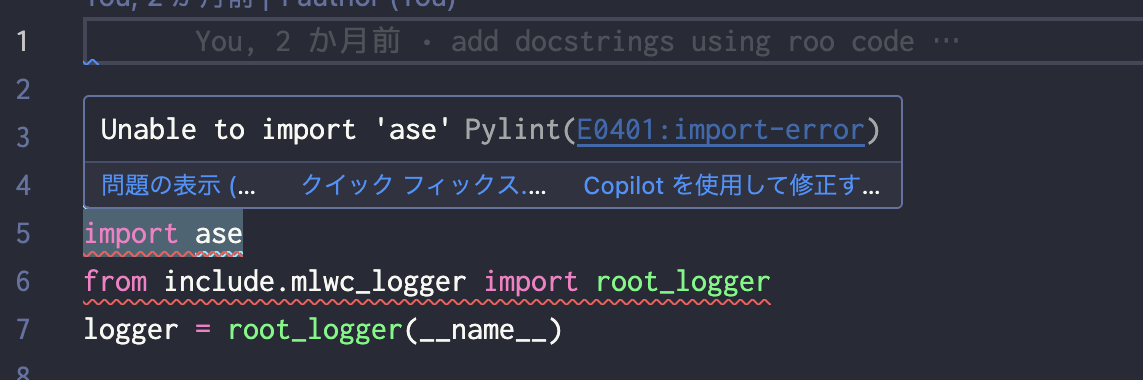 You, 2 か月前 | 1 author (You)
1 You, 2 か月前 • add docstrings using roo code …
2
3 Unable to import 'ase' Pylint(E0401:import-error)
4 問題の表示 (… クイック フィックス.… Copilot を使用して修正す…
5 import ase
6 from include.mlwc_logger import root_logger
7 logger = root_logger(__name__)
8